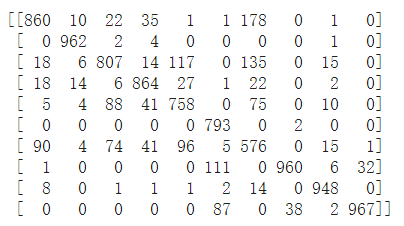 [[860 10 22 35 1 1 178 0 1 0]
[ 0 962 2 4 0 0 0 0 1 0]
[ 18 6 807 14 117 0 135 0 15 0]
[ 18 14 6 864 27 1 22 0 2 0]
[ 5 4 88 41 758 0 75 0 10 0]
[ 0 0 0 0 0 793 0 2 0 0]
[ 90 4 74 41 96 5 576 0 15 1]
[ 1 0 0 0 0 111 0 960 6 32]
[ 8 0 1 1 1 2 14 0 948 0]
[ 0 0 0 0 0 87 0 38 2 967]]